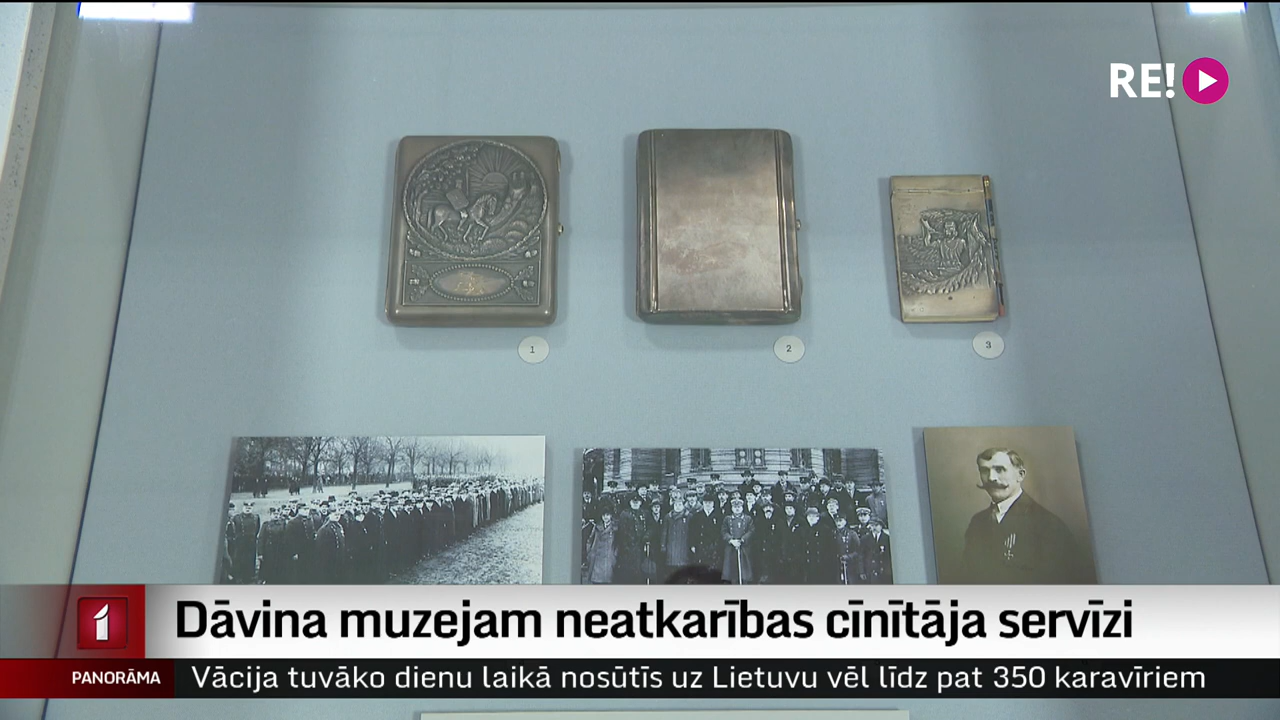 RE!
1
2
3
1
Dāvina muzejam neatkarības cīnītāja servīzi
PANORĀMA
Vācija tuvāko dienu laikā nosūtīs uz Lietuvu vēl līdz pat 350 karavīriem